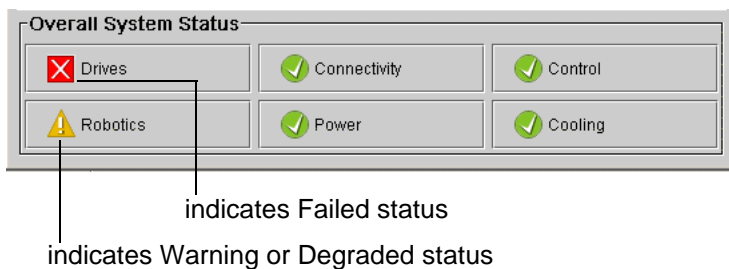 Overall System Status
Drives Connectivity Control
Robotics Power Cooling
indicates Failed status
indicates Warning or Degraded status